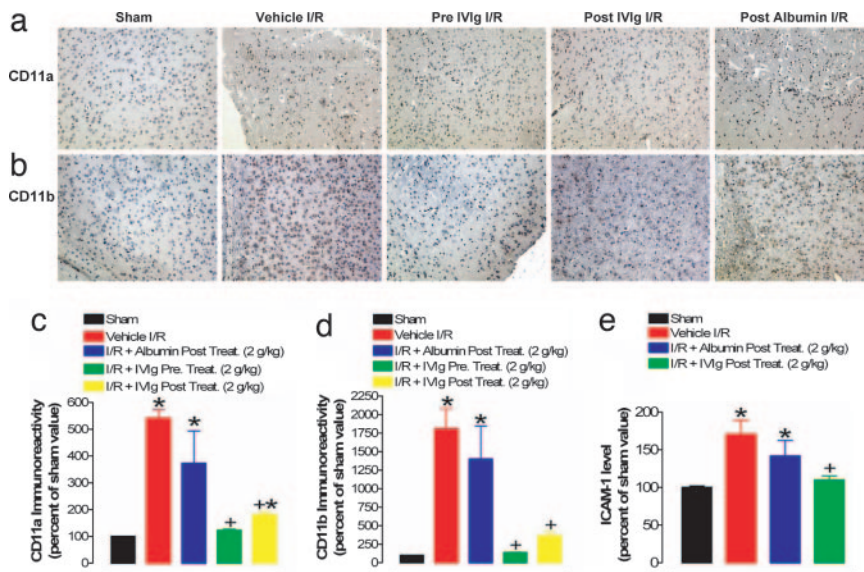 a
Sham
Vehicle I/R
Pre IVIg I/R
Post IVIg I/R
Post Albumin I/R
CD11a
b
CD11b
c
Sham
Vehicle I/R
I/R + Albumin Post Treat. (2 g/kg)
I/R + IVIg Pre. Treat. (2 g/kg)
I/R + IVIg Post Treat. (2 g/kg)
CD11a Immunoreactivity
(percent of sham value)
600
500
400
300
200
100
0
*
*
+
+*
d
Sham
Vehicle I/R
I/R + Albumin Post Treat. (2 g/kg)
I/R + IVIg Pre. Treat. (2 g/kg)
I/R + IVIg Post Treat. (2 g/kg)
CD11b Immunoreactivity
(percent of sham value)
2250
2000
1750
1500
1250
1000
750
500
250
0
*
*
+
+
e
Sham
Vehicle I/R
I/R + Albumin Post Treat. (2 g/kg)
I/R + IVIg Post Treat. (2 g/kg)
ICAM-1 level
(percent of sham value)
200
150
100
50
0
*
*
+